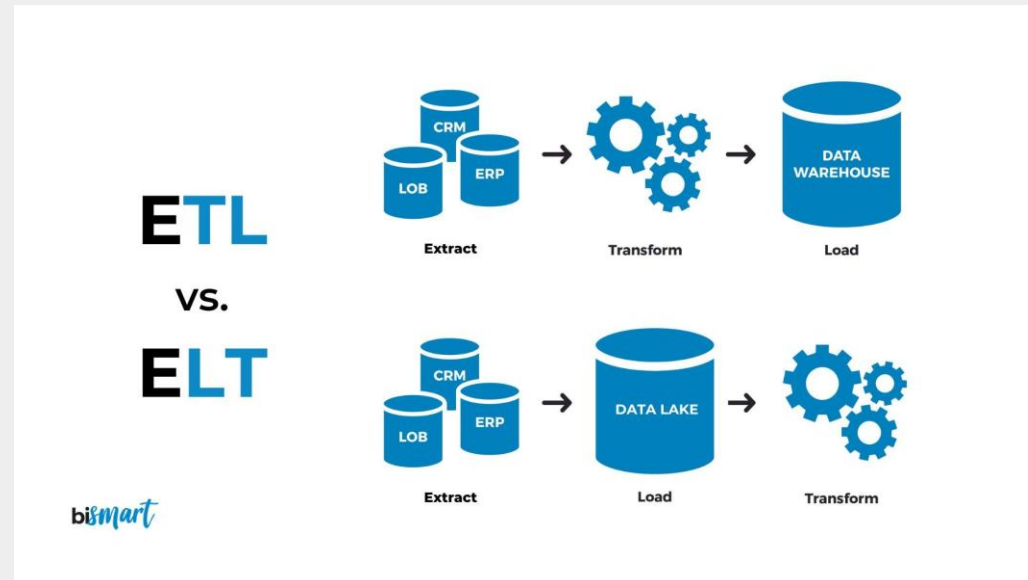 ETL
vs.
ELT
CRM
LOB
ERP
DATA
WAREHOUSE
Extract
Transform
Load
CRM
LOB
ERP
DATA LAKE
Extract
Load
Transform
bismart